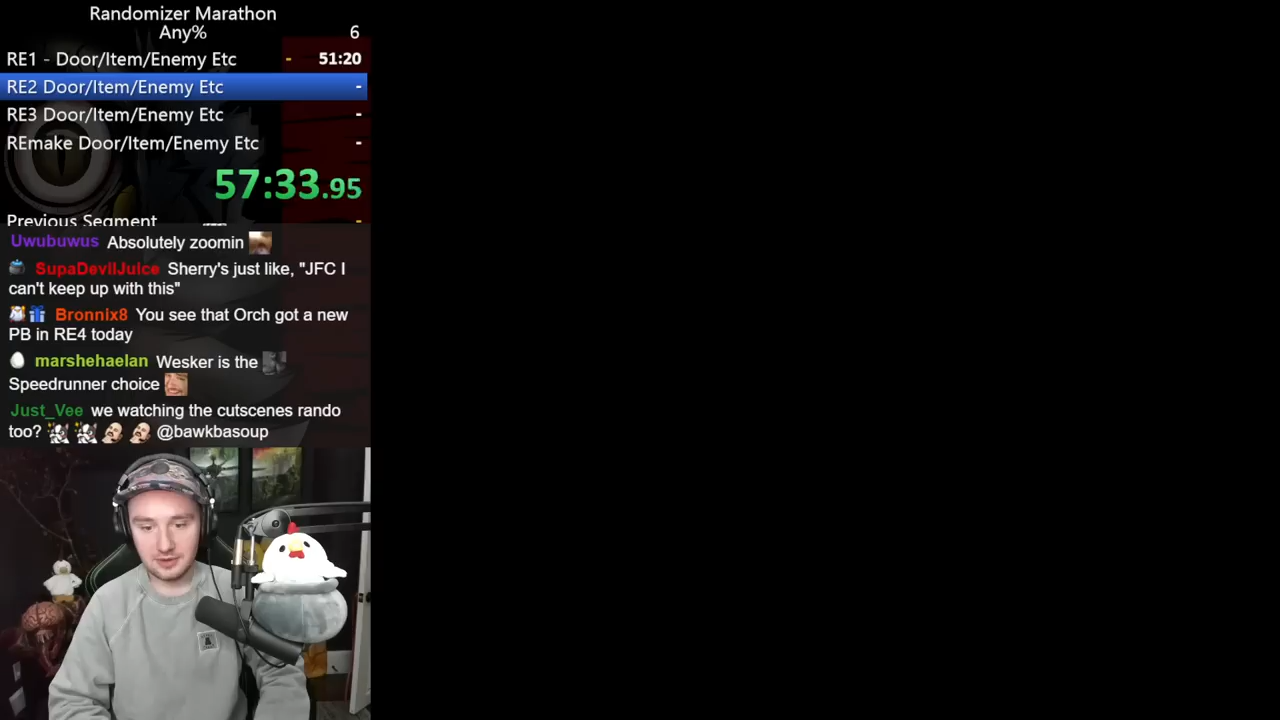 Randomizer Marathon
Any% 6
RE1 - Door/Item/Enemy Etc - 51:20
RE2 Door/Item/Enemy Etc -
RE3 Door/Item/Enemy Etc -
REmake Door/Item/Enemy Etc -
57:33.95
Previous Segment -
Uwubuwus Absolutely zoomin
SupaDevilJuice Sherry's just like, "JFC I
can't keep up with this"
Bronnix8 You see that Orch got a new
PB in RE4 today
marshehaelan Wesker is the
Speedrunner choice
Just_Vee we watching the cutscenes rando
too? @bawkbasoup